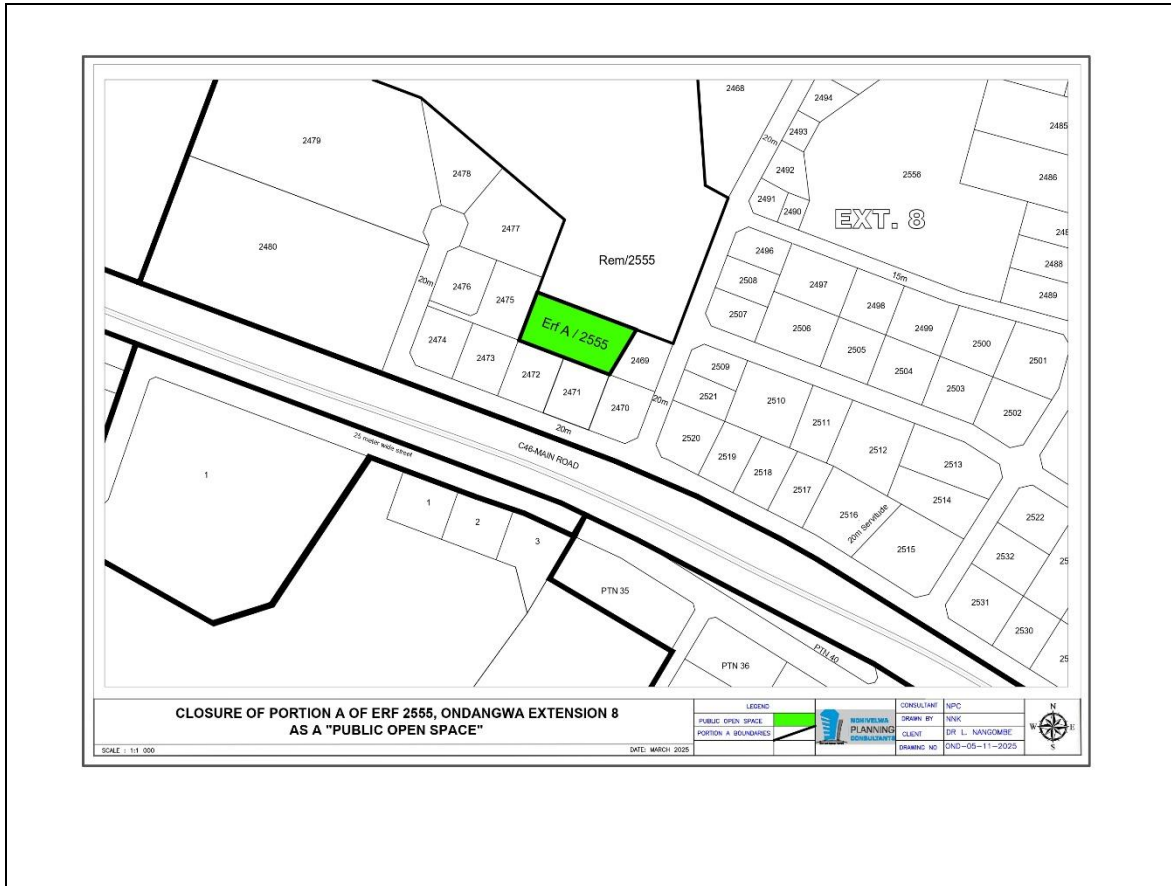 2468
2494
2485
2493
20m
2479
2492
2556
2486
2478
2491
2490
EXT. 8
2477
2480
2496
Rem/2555
2488
15m
20m
2508
2497
2489
2476
2475
2498
2507
2499
Erf A / 2555
2506
2500
2474
2505
2501
2473
2469
2504
2509
2472
2503
2471
2510
2521
2470
20m
2502
2511
20m
2520
2512
25 meter wide street
C46-MAIN ROAD
2519
2513
2518
1
2517
2514
1
2516
20m Servitude
2522
2
2515
3
2532
PTN 35
2531
2530
PTN 40
PTN 36
CLOSURE OF PORTION A OF ERF 2555, ONDANGWA EXTENSION 8
AS A "PUBLIC OPEN SPACE"
SCALE : 1:1 000
DATE: MARCH 2025
LEGEND
PUBLIC OPEN SPACE
PORTION A BOUNDARIES
PLANNING
CONSULTANTS
CONSULTANT NPC
DRAWN BY NNK
CLIENT DR L. NANGOMBE
DRAWING NO OND-05-11-2025
N
W E
S